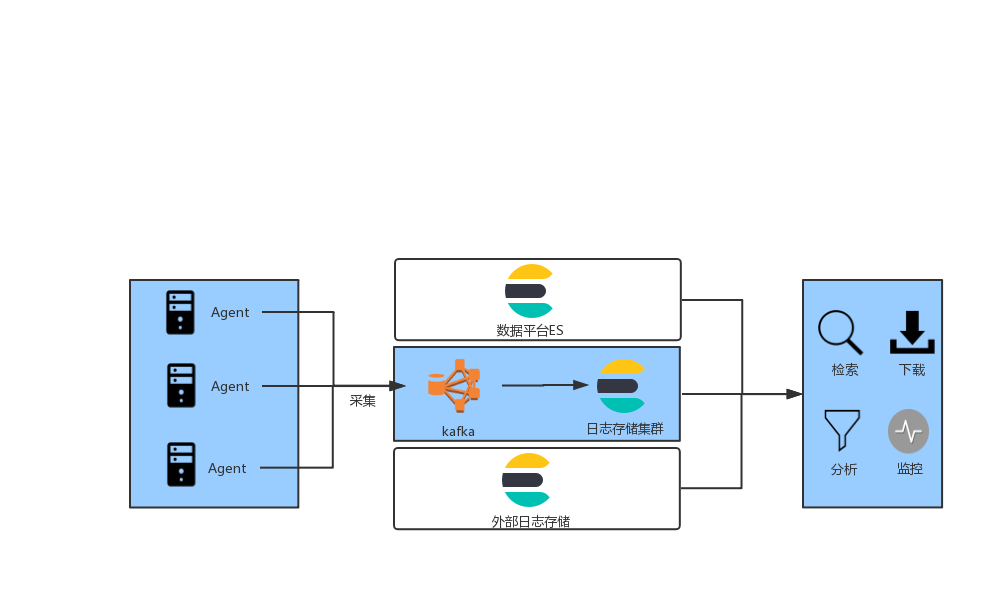 Agent
Agent
Agent
采集
数据平台ES
kafka
日志存储集群
外部日志存储
检索
下载
分析
监控